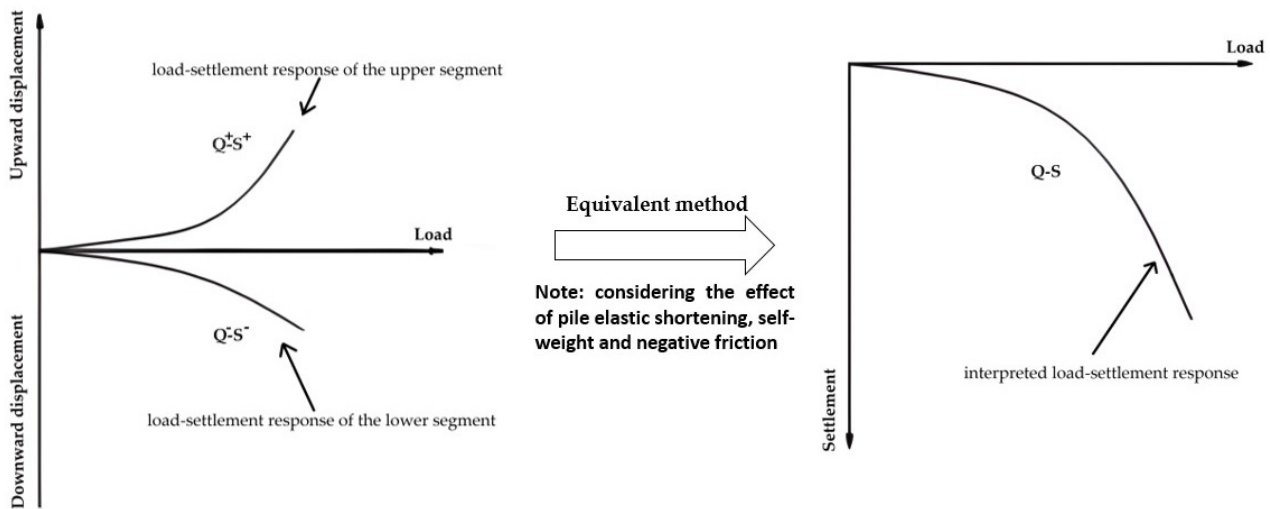 Upward displacement
load-settlement response of the upper segment
Q⁺-S⁺
Load
Q⁻-S⁻
load-settlement response of the lower segment
Downward displacement
Equivalent method
Note: considering the effect
of pile elastic shortening, self-
weight and negative friction
Load
Q-S
interpreted load-settlement response
Settlement